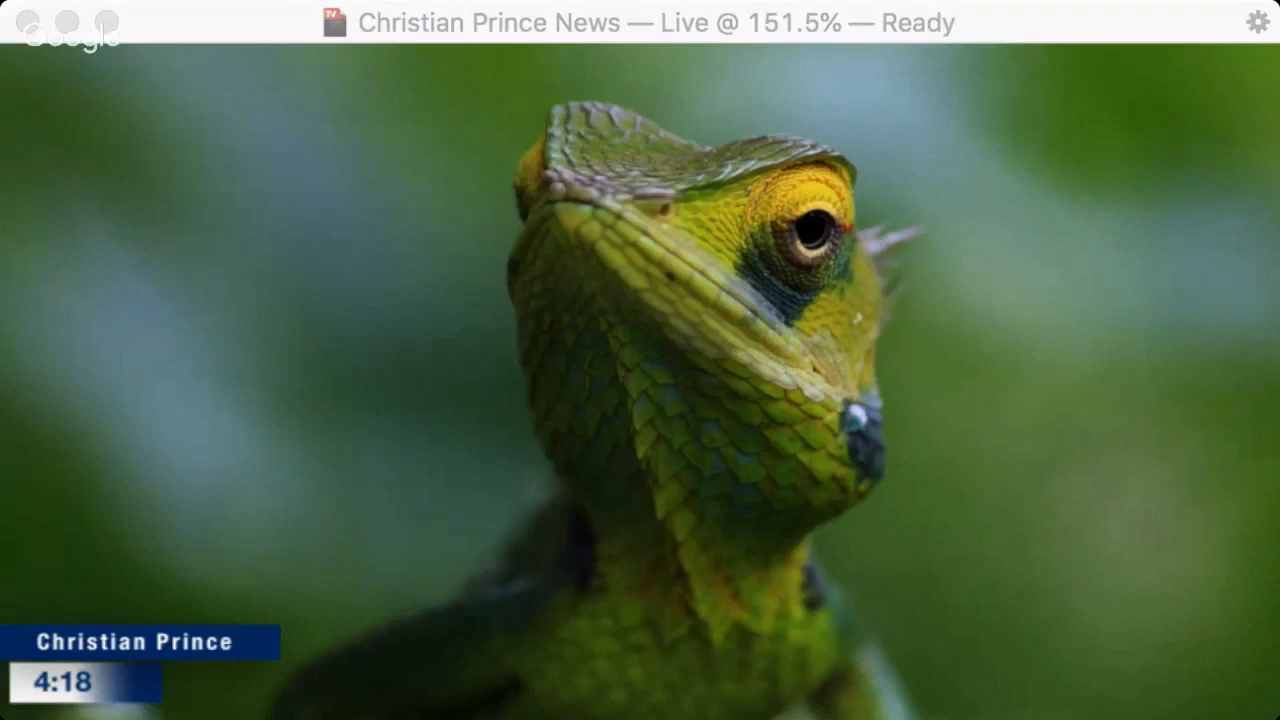 Christian Prince News — Live @ 151.5% — Ready
Google
Christian Prince
4:18